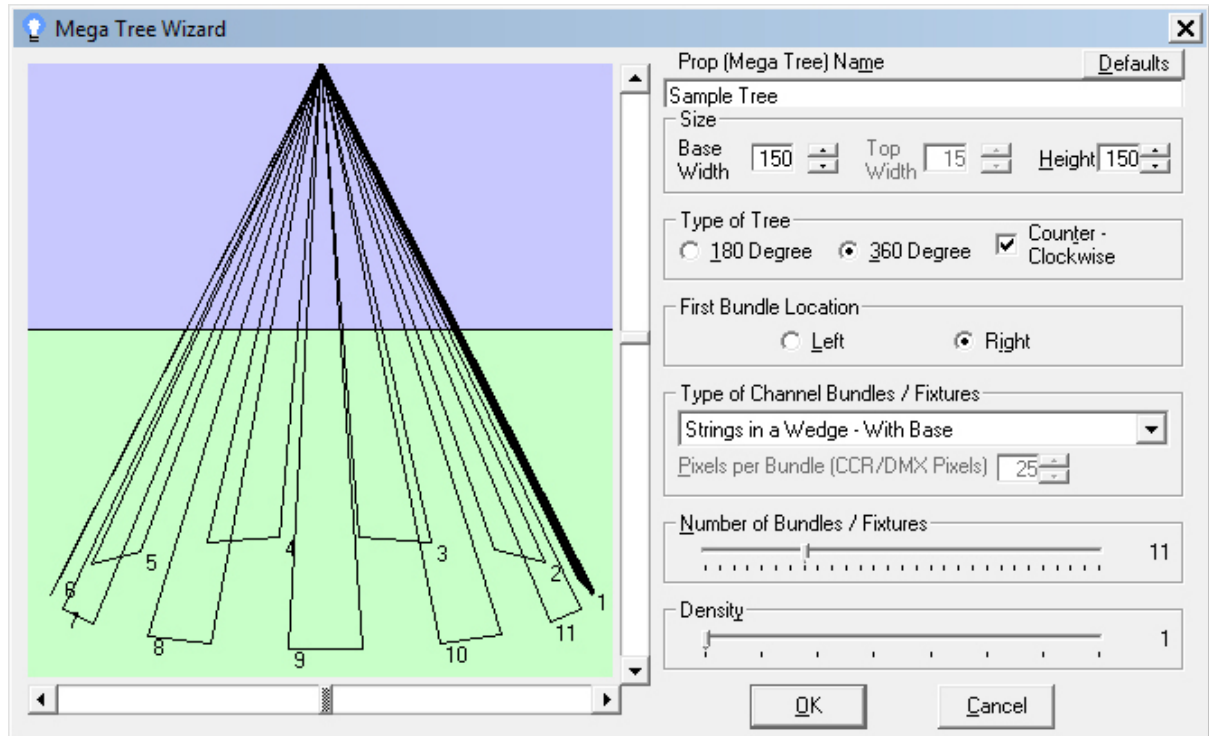 Mega Tree Wizard
Prop (Mega Tree) Name
Defaults
Sample Tree
Size
Base Width 150 Top Width 15 Height 150
Type of Tree
180 Degree 360 Degree Counter - Clockwise
First Bundle Location
Left Right
Type of Channel Bundles / Fixtures
Strings in a Wedge - With Base
Pixels per Bundle (CCR/DMX Pixels) 25
Number of Bundles / Fixtures
11
Density
1
OK Cancel
4
3
5
2
6
1
7
11
8
10
9